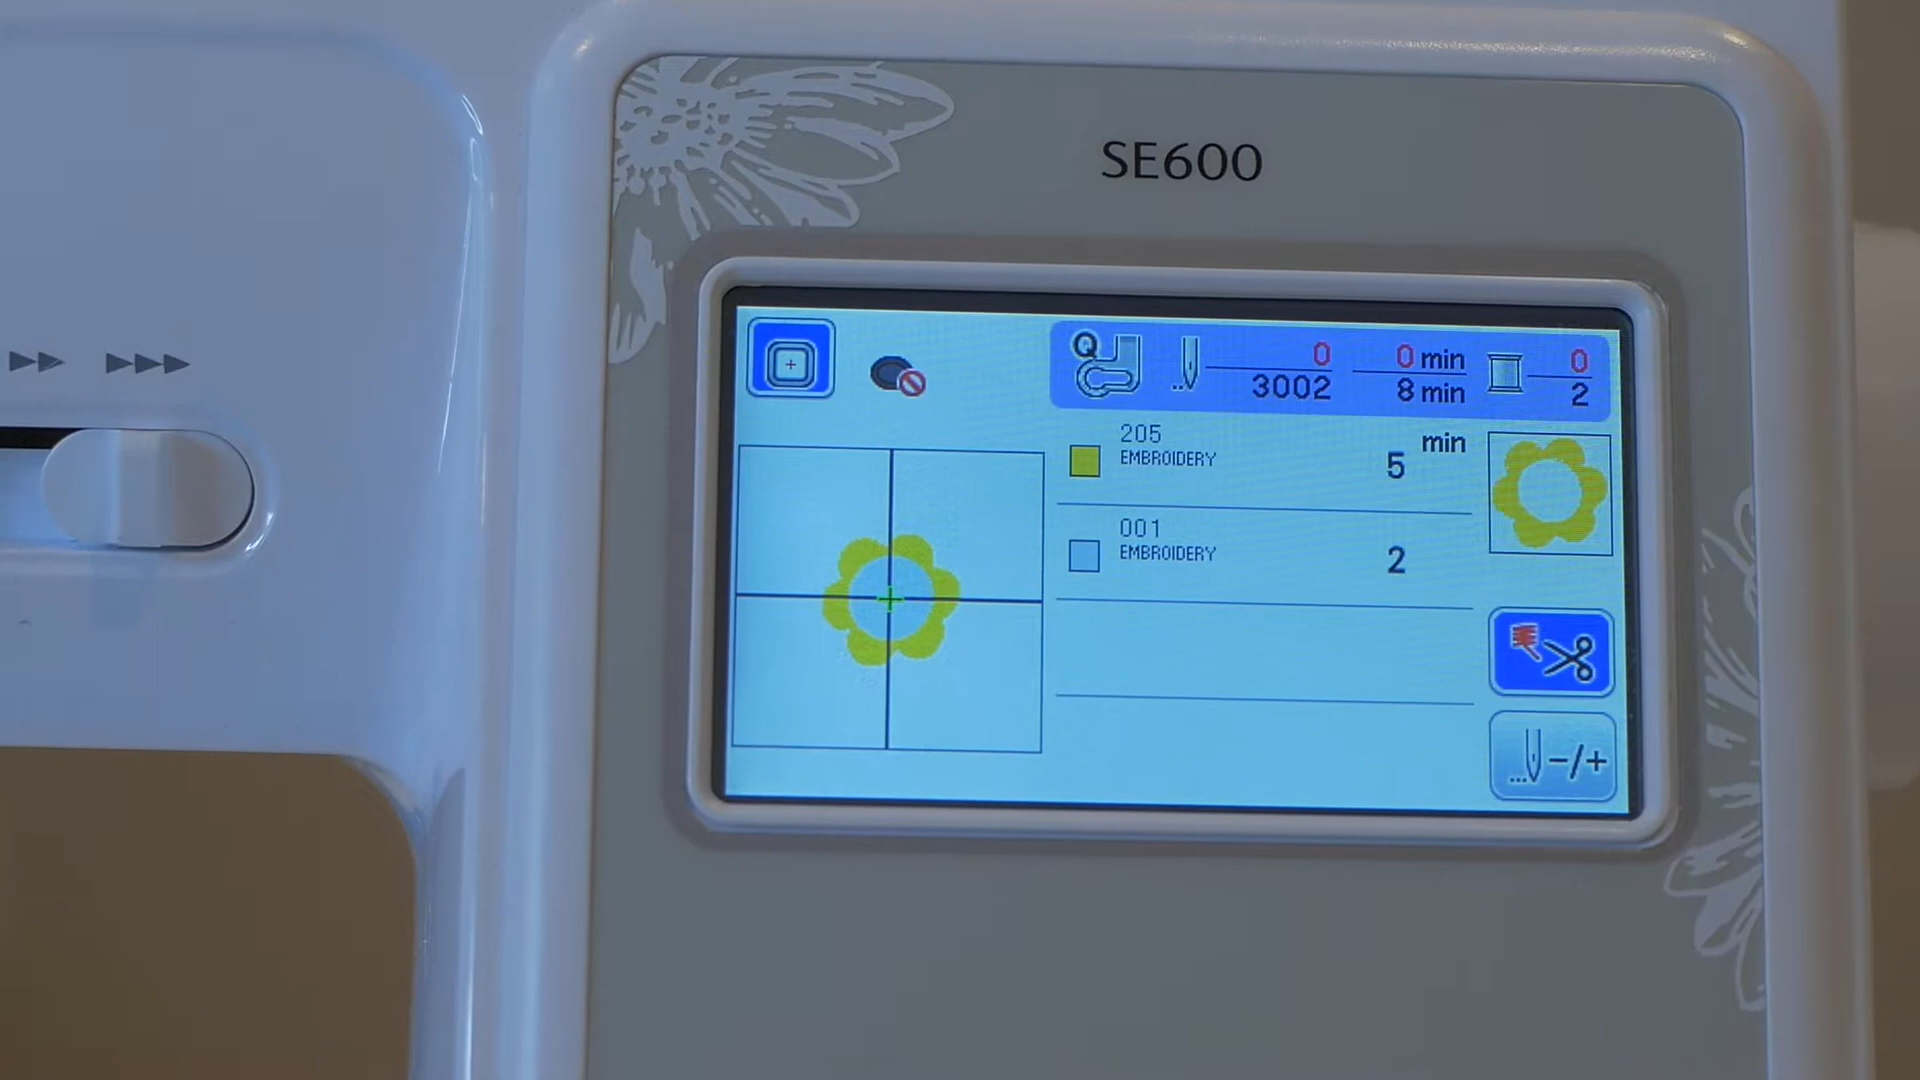 SE600
Q 0 0 min 0
3002 8 min 2
205 min
EMBROIDERY 5
001
EMBROIDERY 2
-/+